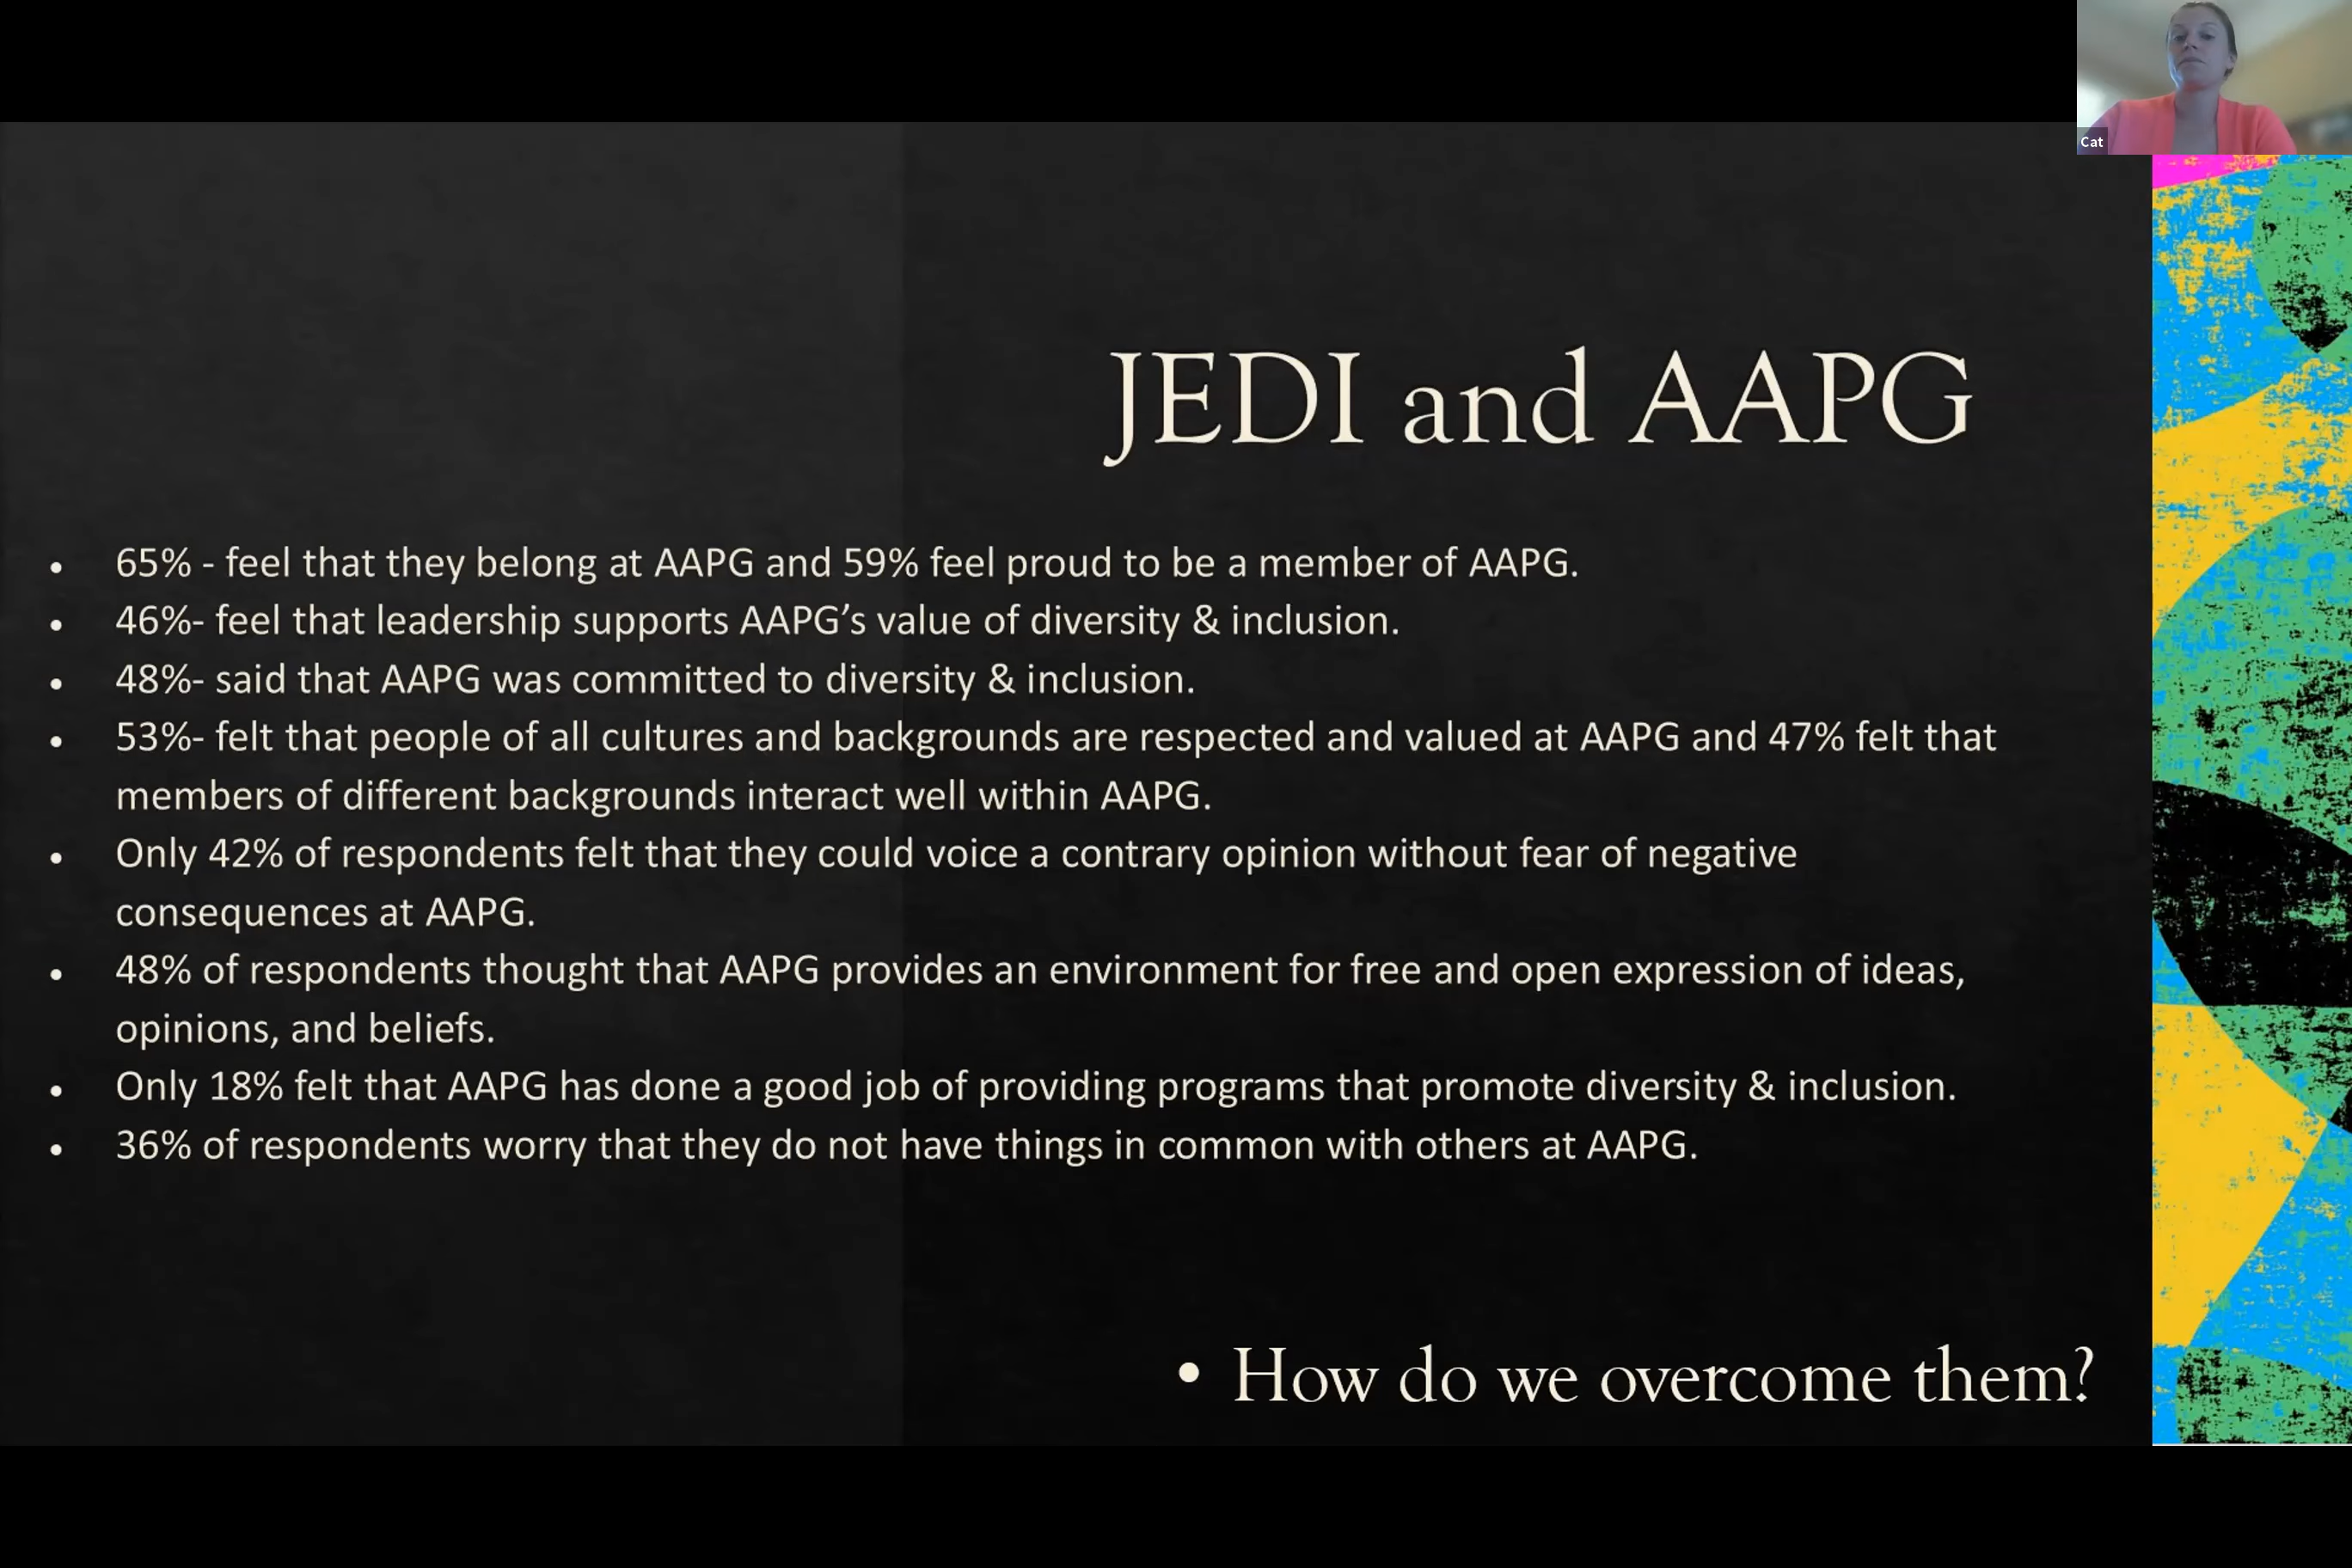 Cat
JEDI and AAPG
• 65% - feel that they belong at AAPG and 59% feel proud to be a member of AAPG.
• 46%- feel that leadership supports AAPG’s value of diversity & inclusion.
• 48%- said that AAPG was committed to diversity & inclusion.
• 53%- felt that people of all cultures and backgrounds are respected and valued at AAPG and 47% felt that
members of different backgrounds interact well within AAPG.
• Only 42% of respondents felt that they could voice a contrary opinion without fear of negative
consequences at AAPG.
• 48% of respondents thought that AAPG provides an environment for free and open expression of ideas,
opinions, and beliefs.
• Only 18% felt that AAPG has done a good job of providing programs that promote diversity & inclusion.
• 36% of respondents worry that they do not have things in common with others at AAPG.
• How do we overcome them?